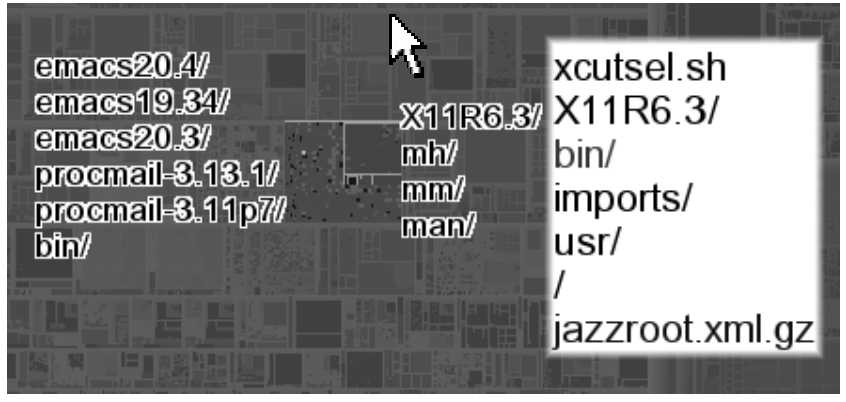 emacs20.4/
emacs19.34/
emacs20.3/
procmail-3.13.1/
procmail-3.11p7/
bin/
X11R6.3/
mh/
mm/
man/
xcutsel.sh
X11R6.3/
bin/
imports/
usr/
/
jazzroot.xml.gz